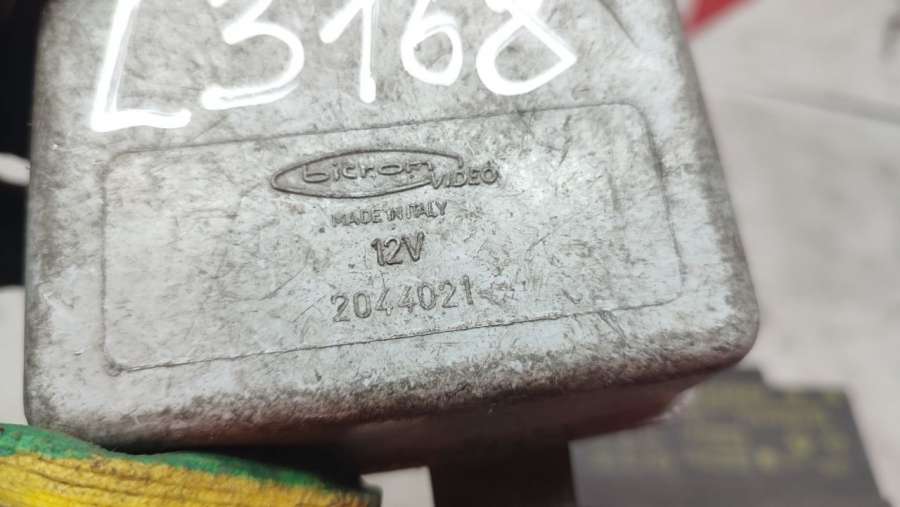 L3168
bitron
VIDEO
MADE IN ITALY
12V
2044021